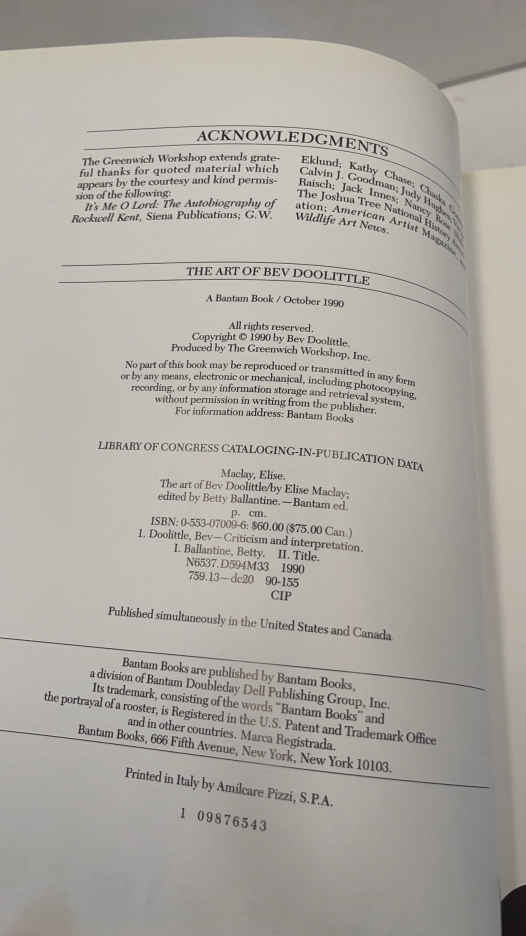 ACKNOWLEDGMENTS
The Greenwich Workshop extends grate-
ful thanks for quoted material which
appears by the courtesy and kind permis-
sion of the following:
It's Me O Lord: The Autobiography of
Rockwell Kent, Siena Publications; G.W.
Eklund; Kathy Chase; Charles
Calvin J. Goodman; Judy Hughes
Raisch; Jack Innes; Nancy
The Joshua Tree National History
ation; American Artist Magazine
Wildlife Art News.
THE ART OF BEV DOOLITTLE
A Bantam Book / October 1990
All rights reserved.
Copyright © 1990 by Bev Doolittle.
Produced by The Greenwich Workshop, Inc.
No part of this book may be reproduced or transmitted in any form
or by any means, electronic or mechanical, including photocopying,
recording, or by any information storage and retrieval system,
without permission in writing from the publisher.
For information address: Bantam Books
LIBRARY OF CONGRESS CATALOGING-IN-PUBLICATION DATA
Maclay, Elise.
The art of Bev Doolittle/by Elise Maclay;
edited by Betty Ballantine.—Bantam ed.
p. cm.
ISBN: 0-553-07009-6: $60.00 ($75.00 Can.)
1. Doolittle, Bev—Criticism and interpretation.
I. Ballantine, Betty. II. Title.
N6537.D594M33 1990
759.13—dc20 90-155
CIP
Published simultaneously in the United States and Canada
Bantam Books are published by Bantam Books,
a division of Bantam Doubleday Dell Publishing Group, Inc.
Its trademark, consisting of the words "Bantam Books" and
the portrayal of a rooster, is Registered in the U.S. Patent and Trademark Office
and in other countries. Marca Registrada.
Bantam Books, 666 Fifth Avenue, New York, New York 10103.
Printed in Italy by Amilcare Pizzi, S.P.A.
1 09876543